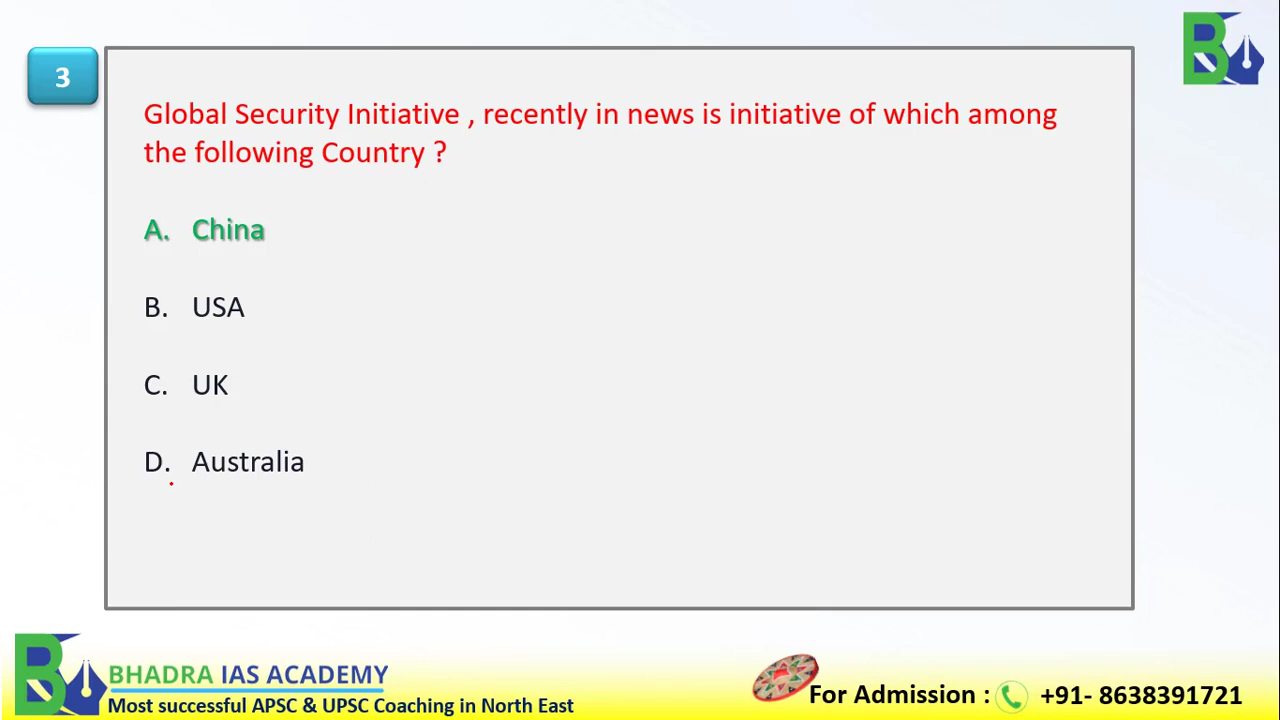 3
Global Security Initiative , recently in news is initiative of which among
the following Country ?
A. China
B. USA
C. UK
D. Australia
BHADRA IAS ACADEMY
Most successful APSC & UPSC Coaching in North East
For Admission : +91- 8638391721